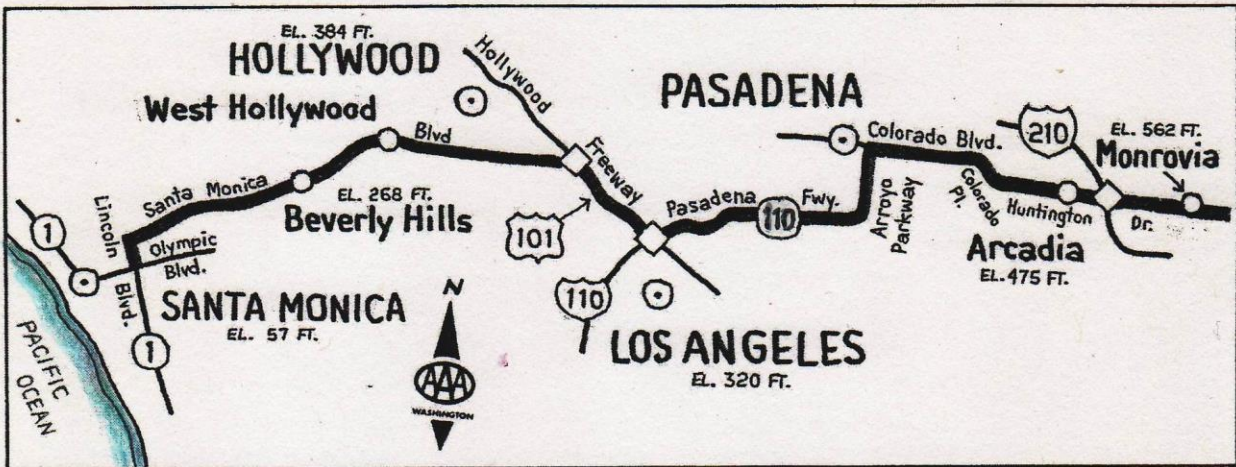 EL. 384 FT.
HOLLYWOOD
Hollywood
Freeway
West Hollywood
PASADENA
Blvd
Colorado Blvd.
210
EL. 562 FT.
Monrovia
Santa Monica
EL. 268 FT.
Beverly Hills
101
Pasadena
110
Fwy.
Arroyo
Parkway
Colorado
Pl.
Huntington
Dr.
Arcadia
EL. 475 FT.
Lincoln
Blvd.
1
Olympic
Blvd.
SANTA MONICA
EL. 57 FT.
1
110
N
AAA
WASHINGTON
LOS ANGELES
EL. 320 FT.
PACIFIC
OCEAN